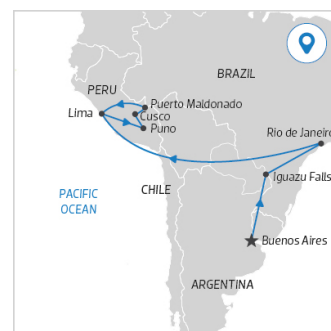 BRAZIL
PERU
Puerto Maldonado
Lima
Cusco
Puno
Rio de Janeiro
Iguazu Falls
CHILE
PACIFIC
OCEAN
Buenos Aires
ARGENTINA